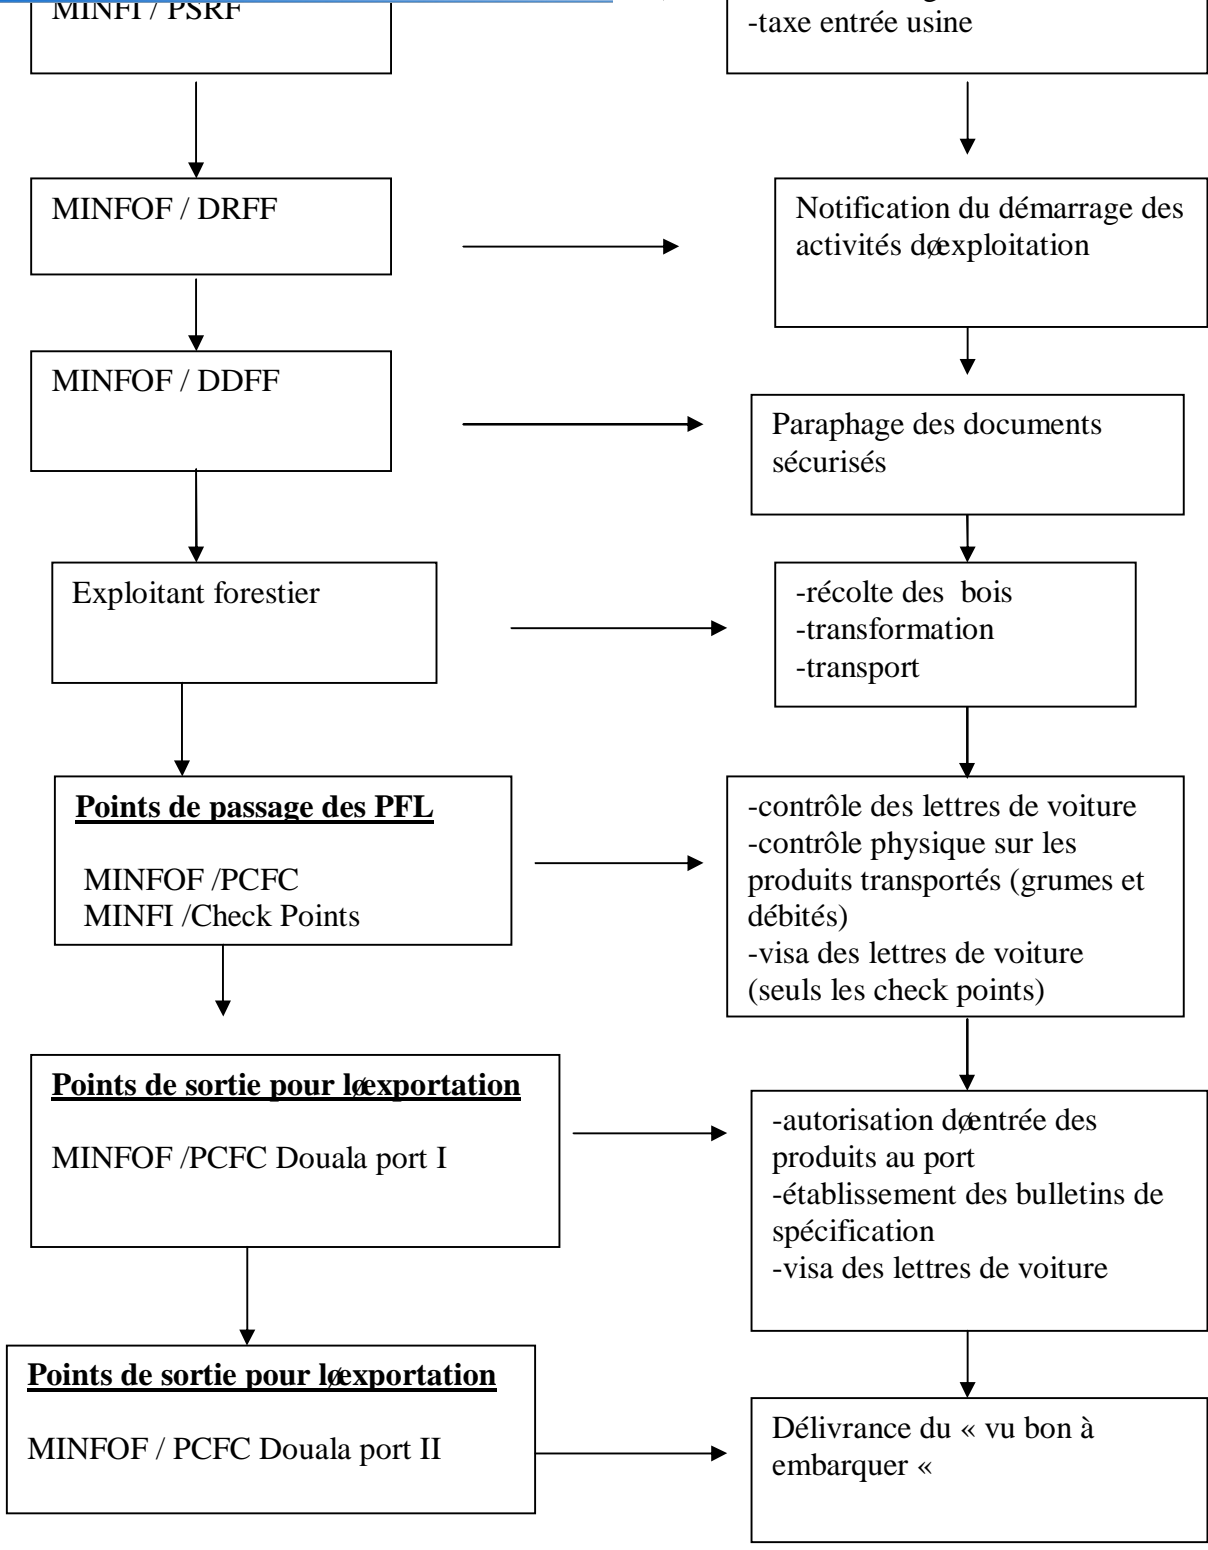 MINFI / PSRF
-taxe entrée usine
MINFOF / DRFF
Notification du démarrage des
activités døexploitation
MINFOF / DDFF
Paraphage des documents
sécurisés
Exploitant forestier
-récolte des bois
-transformation
-transport
Points de passage des PFL
MINFOF /PCFC
MINFI /Check Points
-contrôle des lettres de voiture
-contrôle physique sur les
produits transportés (grumes et
débités)
-visa des lettres de voiture
(seuls les check points)
Points de sortie pour løexportation
MINFOF /PCFC Douala port I
-autorisation døentrée des
produits au port
-établissement des bulletins de
spécification
-visa des lettres de voiture
Points de sortie pour løexportation
MINFOF / PCFC Douala port II
Délivrance du « vu bon à
embarquer «